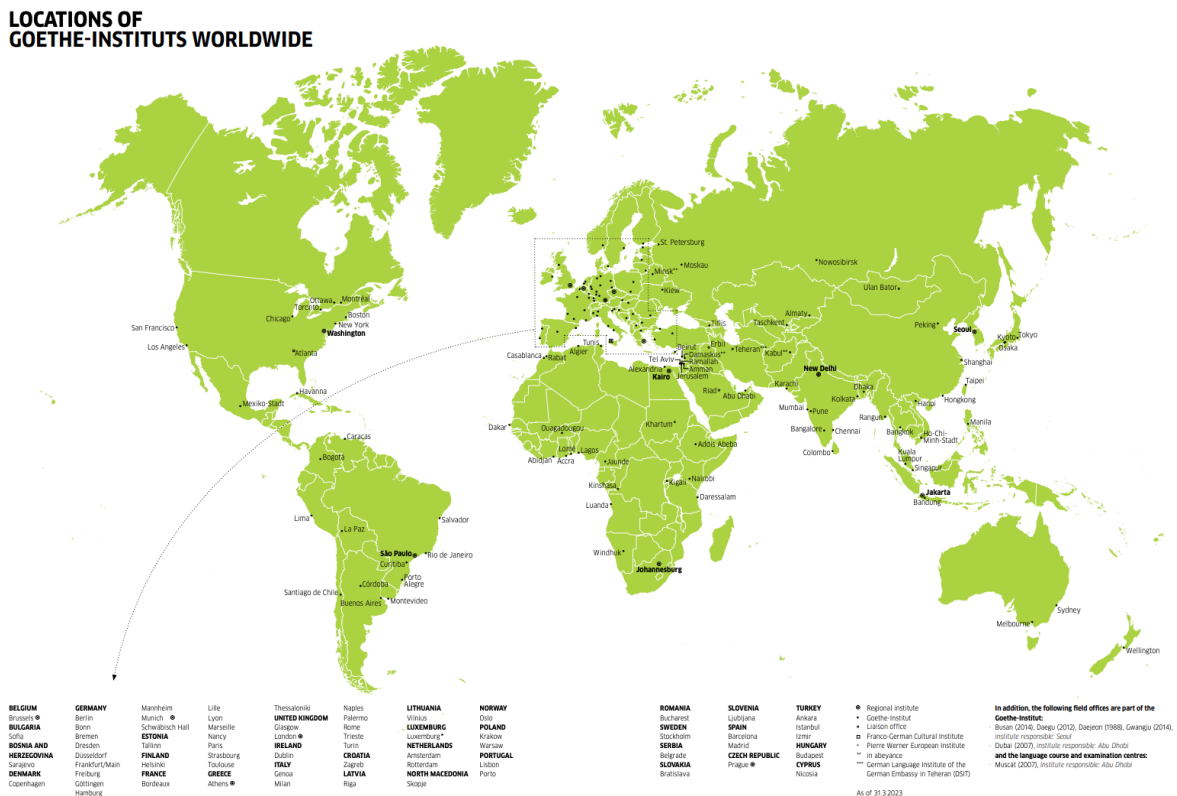 LOCATIONS OF
GOETHE-INSTITUTS WORLDWIDE
St. Petersburg
Moskau
Nowosibirsk
Minsk**
Kiew
Ulan Bator
Ottawa
Montreal
Toronto
Boston
Chicago
New York
Washington
San Francisco
Los Angeles
Atlanta
Havanna
Mexiko-Stadt
Almaty
Taschkent
Tiflis
Peking
Seoul
Tokyo
Kyoto
Osaka
Tunis
Algier
Casablanca
Rabat
Beirut
Erbil
Teheran***
Kabul**
Damaskus**
Tel Aviv
Ramallah
Amman
Alexandria
Jerusalem
Kairo
New Delhi
Shanghai
Taipei
Riad
Abu Dhabi
Karachi
Dhaka
Kolkata
Hanoi
Hongkong
Mumbai
Pune
Rangun
Manila
Bangalore
Chennai
Bangkok
Ho-Chi-
Minh-Stadt
Colombo
Kuala
Lumpur
Singapur
Jakarta
Bandung
Dakar
Ouagadougou
Khartum
Addis Abeba
Lomé
Lagos
Abidjan
Accra
Jaunde
Nairobi
Kigali
Kinshasa
Daressalam
Luanda
Windhuk
Johannesburg
Caracas
Bogotá
Lima
La Paz
Salvador
São Paulo
Rio de Janeiro
Curitiba
Porto
Alegre
Córdoba
Santiago de Chile
Buenos Aires
Montevideo
Sydney
Melbourne
Wellington
BELGIUM
Brussels
BULGARIA
Sofia
BOSNIA AND
HERZEGOVINA
Sarajevo
DENMARK
Copenhagen
GERMANY
Berlin
Bonn
Bremen
Dresden
Düsseldorf
Frankfurt/Main
Freiburg
Göttingen
Hamburg
Mannheim
Munich
Schwäbisch Hall
ESTONIA
Tallinn
FINLAND
Helsinki
FRANCE
Bordeaux
Lille
Lyon
Marseille
Nancy
Paris
Strasbourg
Toulouse
GREECE
Athens
Thessaloniki
UNITED KINGDOM
Glasgow
London
IRELAND
Dublin
ITALY
Genoa
Milan
Naples
Palermo
Rome
Trieste
Turin
CROATIA
Zagreb
LATVIA
Riga
LITHUANIA
Vilnius
LUXEMBURG
Luxemburg*
NETHERLANDS
Amsterdam
Rotterdam
NORTH MACEDONIA
Skopje
NORWAY
Oslo
POLAND
Krakow
Warsaw
PORTUGAL
Lisbon
Porto
ROMANIA
Bucharest
SWEDEN
Stockholm
SERBIA
Belgrade
SLOVAKIA
Bratislava
SLOVENIA
Ljubljana
SPAIN
Barcelona
Madrid
CZECH REPUBLIC
Prague
TURKEY
Ankara
Istanbul
Izmir
HUNGARY
Budapest
CYPRUS
Nicosia
Regional institute
Goethe-Institut
Liaison office
Franco-German Cultural Institute
* Pierre Werner European Institute
** in abeyance
*** German Language Institute of the
German Embassy in Teheran (DSIT)
As of 31.3.2023
In addition, the following field offices are part of the
Goethe-Institut:
Busan (2014), Daegu (2012), Daejeon (1988), Gwangju (2014),
institute responsible: Seoul
Dubai (2007), institute responsible: Abu Dhabi
and the language course and examination centres:
Muscat (2007), institute responsible: Abu Dhabi